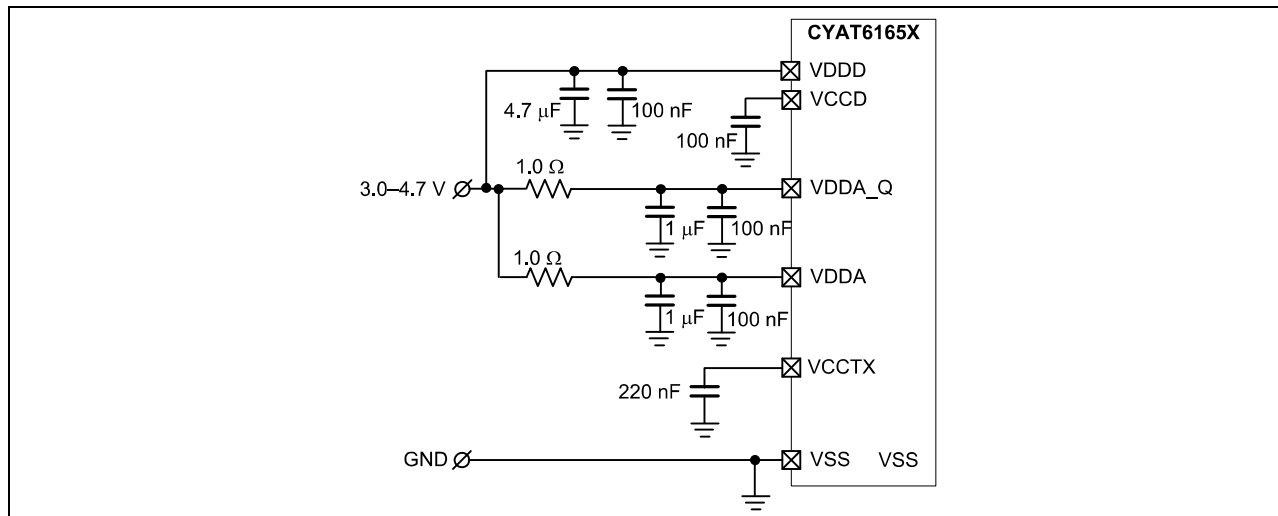 CYAT6165X
VDDD
4.7 μF
100 nF
VCCD
100 nF
3.0–4.7 V
1.0 Ω
VDDA_Q
1 μF
100 nF
1.0 Ω
VDDA
1 μF
100 nF
VCCTX
220 nF
GND
VSS VSS